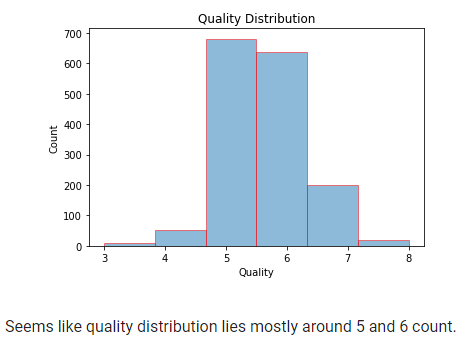 Quality Distribution
700
600
500
400
300
200
100
0
Count
3 4 5 6 7 8
Quality
Seems like quality distribution lies mostly around 5 and 6 count.